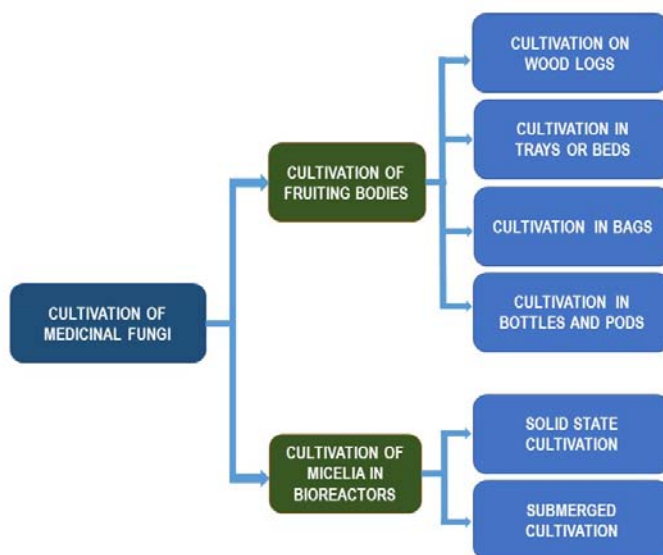 CULTIVATION OF
MEDICINAL FUNGI
CULTIVATION OF
FRUITING BODIES
CULTIVATION ON
WOOD LOGS
CULTIVATION IN
TRAYS OR BEDS
CULTIVATION IN BAGS
CULTIVATION IN
BOTTLES AND PODS
CULTIVATION OF
MICELIA IN
BIOREACTORS
SOLID STATE
CULTIVATION
SUBMERGED
CULTIVATION